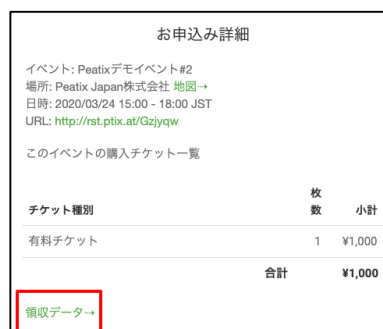 お申込み詳細
イベント: Peatixデモイベント#2
場所: Peatix Japan株式会社 地図→
日時: 2020/03/24 15:00 - 18:00 JST
URL: http://rst.ptix.at/Gzjyqw
このイベントの購入チケット一覧
チケット種別 枚数 小計
有料チケット 1 ¥1,000
合計 ¥1,000
領収データ→